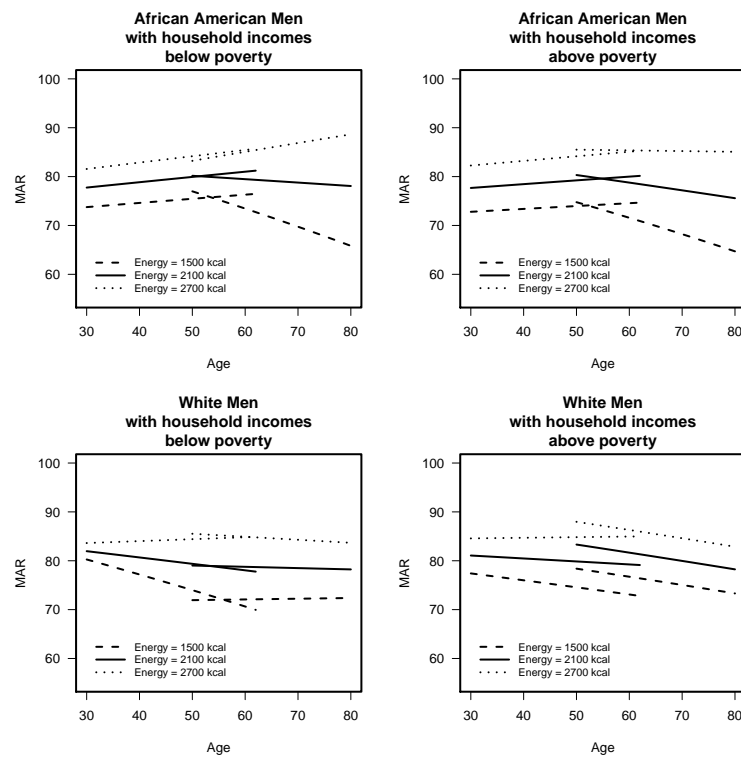 African American Men
with household incomes
below poverty
100
90
80
70
60
MAR
Energy = 1500 kcal
Energy = 2100 kcal
Energy = 2700 kcal
30 40 50 60 70 80
Age
African American Men
with household incomes
above poverty
100
90
80
70
60
MAR
Energy = 1500 kcal
Energy = 2100 kcal
Energy = 2700 kcal
30 40 50 60 70 80
Age
White Men
with household incomes
below poverty
100
90
80
70
60
MAR
Energy = 1500 kcal
Energy = 2100 kcal
Energy = 2700 kcal
30 40 50 60 70 80
Age
White Men
with household incomes
above poverty
100
90
80
70
60
MAR
Energy = 1500 kcal
Energy = 2100 kcal
Energy = 2700 kcal
30 40 50 60 70 80
Age